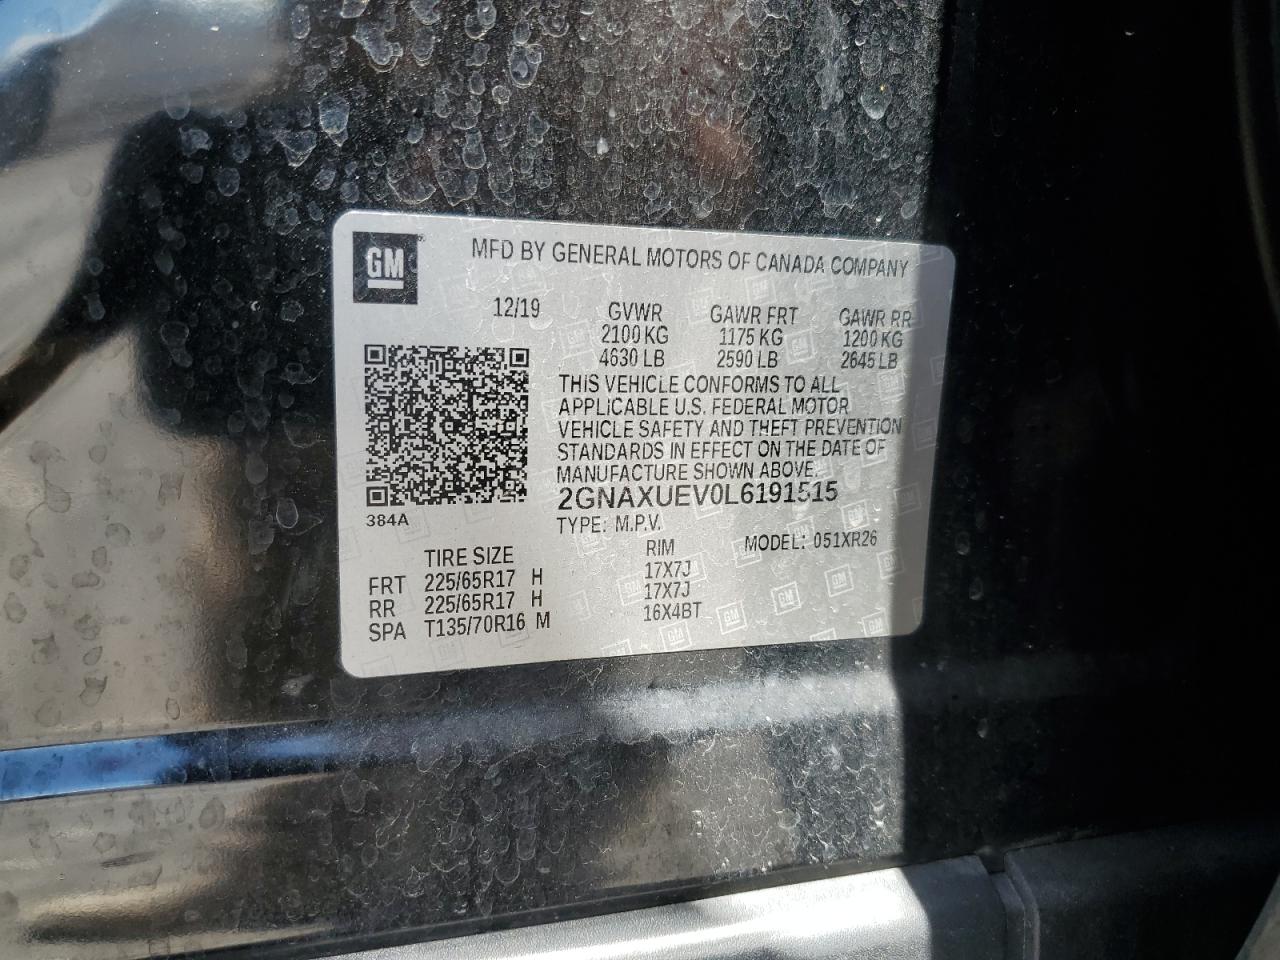 GM
MFD BY GENERAL MOTORS OF CANADA COMPANY
12/19 GVWR GAWR FRT GAWR RR
2100 KG 1175 KG 1200 KG
4630 LB 2590 LB 2645 LB
THIS VEHICLE CONFORMS TO ALL
APPLICABLE U.S. FEDERAL MOTOR
VEHICLE SAFETY AND THEFT PREVENTION
STANDARDS IN EFFECT ON THE DATE OF
MANUFACTURE SHOWN ABOVE.
2GNAXUEV0L6191515
384A
TYPE: M.P.V.
MODEL: 051XR26
TIRE SIZE RIM
FRT 225/65R17 H 17X7J
RR 225/65R17 H 17X7J
SPA T135/70R16 M 16X4BT